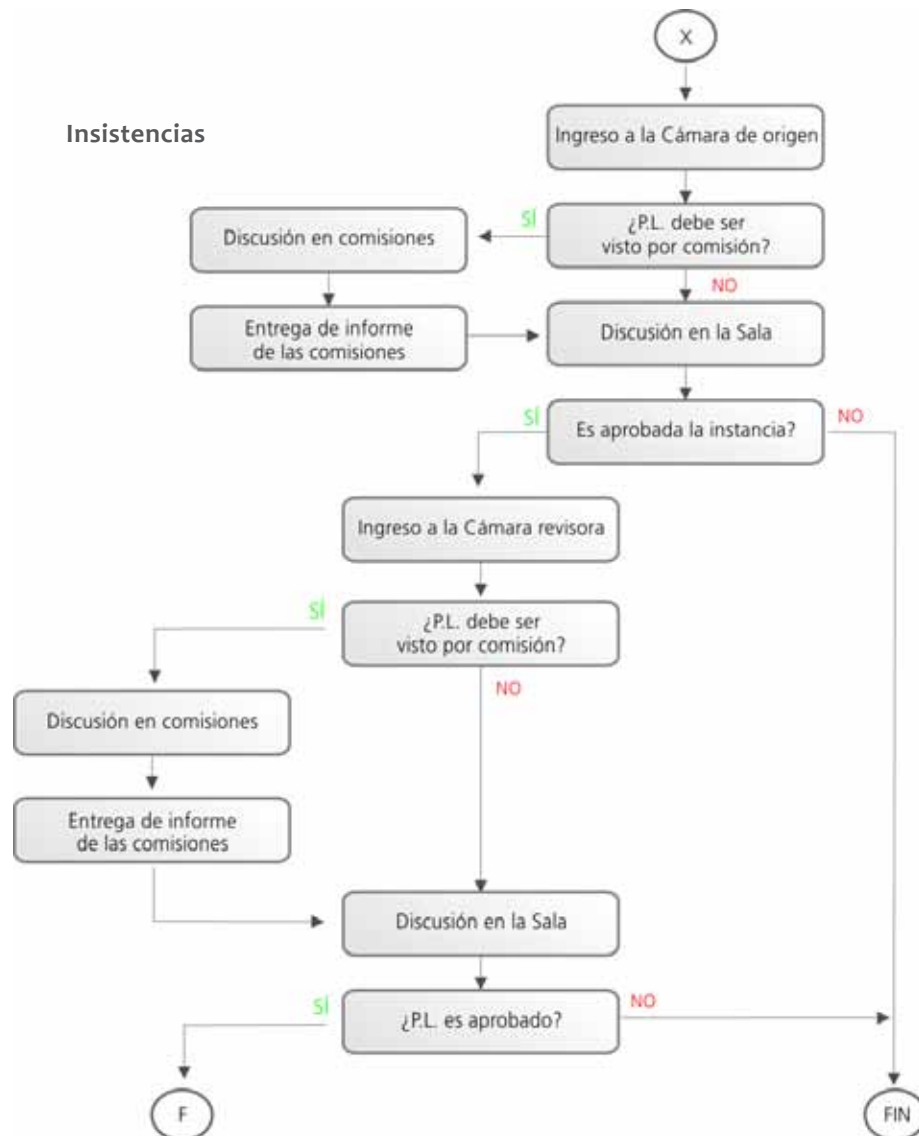 X
Insistencias
Ingreso a la Cámara de origen
¿P.L. debe ser
visto por comisión?
SÍ
NO
Discusión en comisiones
Entrega de informe
de las comisiones
Discusión en la Sala
Es aprobada la instancia?
SÍ
NO
Ingreso a la Cámara revisora
¿P.L. debe ser
visto por comisión?
SÍ
NO
Discusión en comisiones
Entrega de informe
de las comisiones
Discusión en la Sala
¿P.L. es aprobado?
SÍ
NO
F
FIN